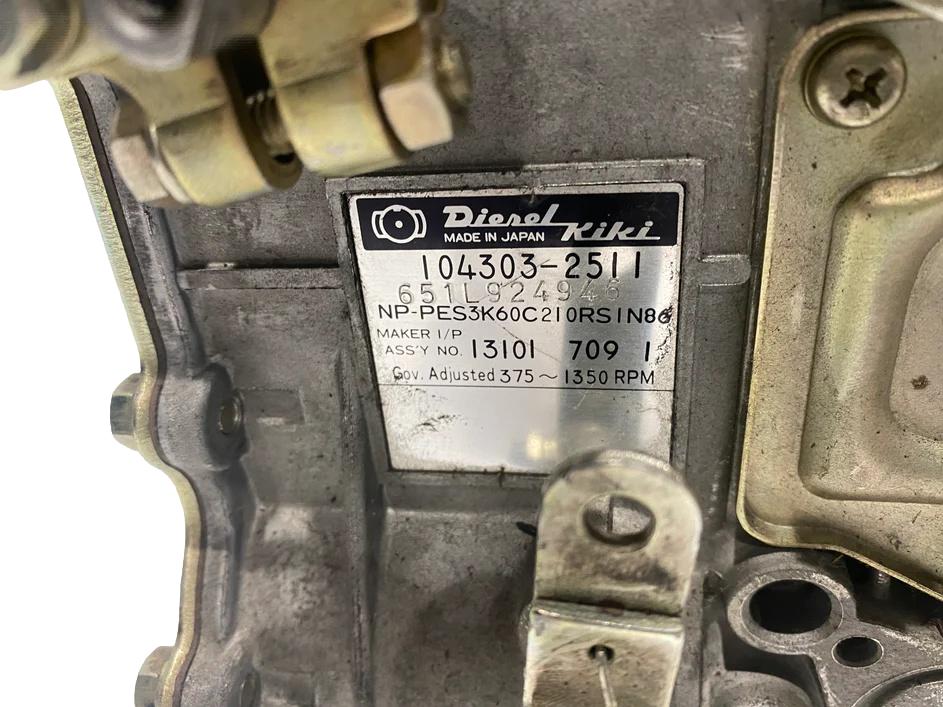 Diesel Kiki
MADE IN JAPAN
104303-2511
651L924946
NP-PES3K60C210RS1N86
MAKER I/P
ASS'Y NO. 13101 709 1
Gov. Adjusted 375~1350 RPM